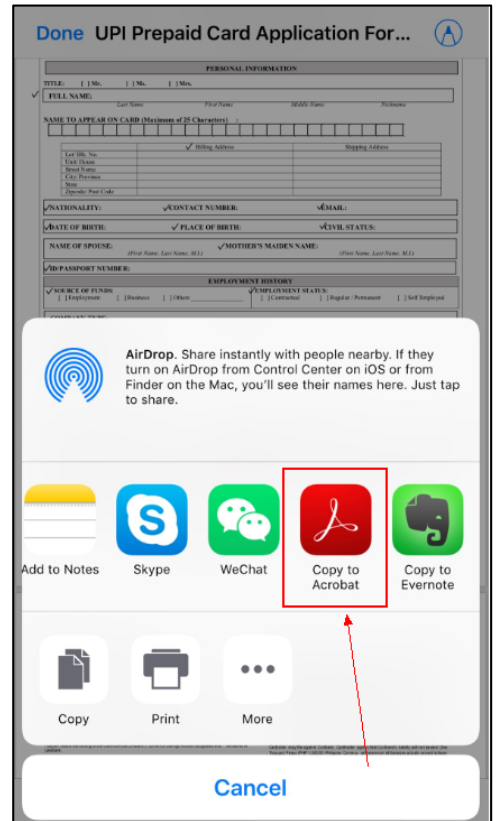 Done UPI Prepaid Card Application For...
PERSONAL INFORMATION
TITLE: [ ] Mr. [ ] Ms. [ ] Mrs.
✓ FULL NAME:
Last Name First Name Middle Name Nickname
NAME TO APPEAR ON CARD (Maximum of 25 Characters) :
✓ Billing Address Shipping Address
Lot/ Blk. No.
Unit/ House
Street Name
City/ Province
State
Zipcode/ Post Code
✓NATIONALITY: ✓CONTACT NUMBER: ✓EMAIL:
✓DATE OF BIRTH: ✓PLACE OF BIRTH: ✓CIVIL STATUS:
NAME OF SPOUSE: ✓MOTHER'S MAIDEN NAME:
(First Name, Last Name, M.I.) (First Name, Last Name, M.I.)
✓ID/PASSPORT NUMBER:
EMPLOYMENT HISTORY
✓SOURCE OF FUNDS: ✓EMPLOYMENT STATUS:
[ ]Employment [ ]Business [ ]Others [ ]Contractual [ ]Regular / Permanent [ ]Self Employed
AirDrop. Share instantly with people nearby. If they
turn on AirDrop from Control Center on iOS or from
Finder on the Mac, you'll see their names here. Just tap
to share.
Add to Notes
Skype
WeChat
Copy to
Acrobat
Copy to
Evernote
Copy
Print
More
Cancel